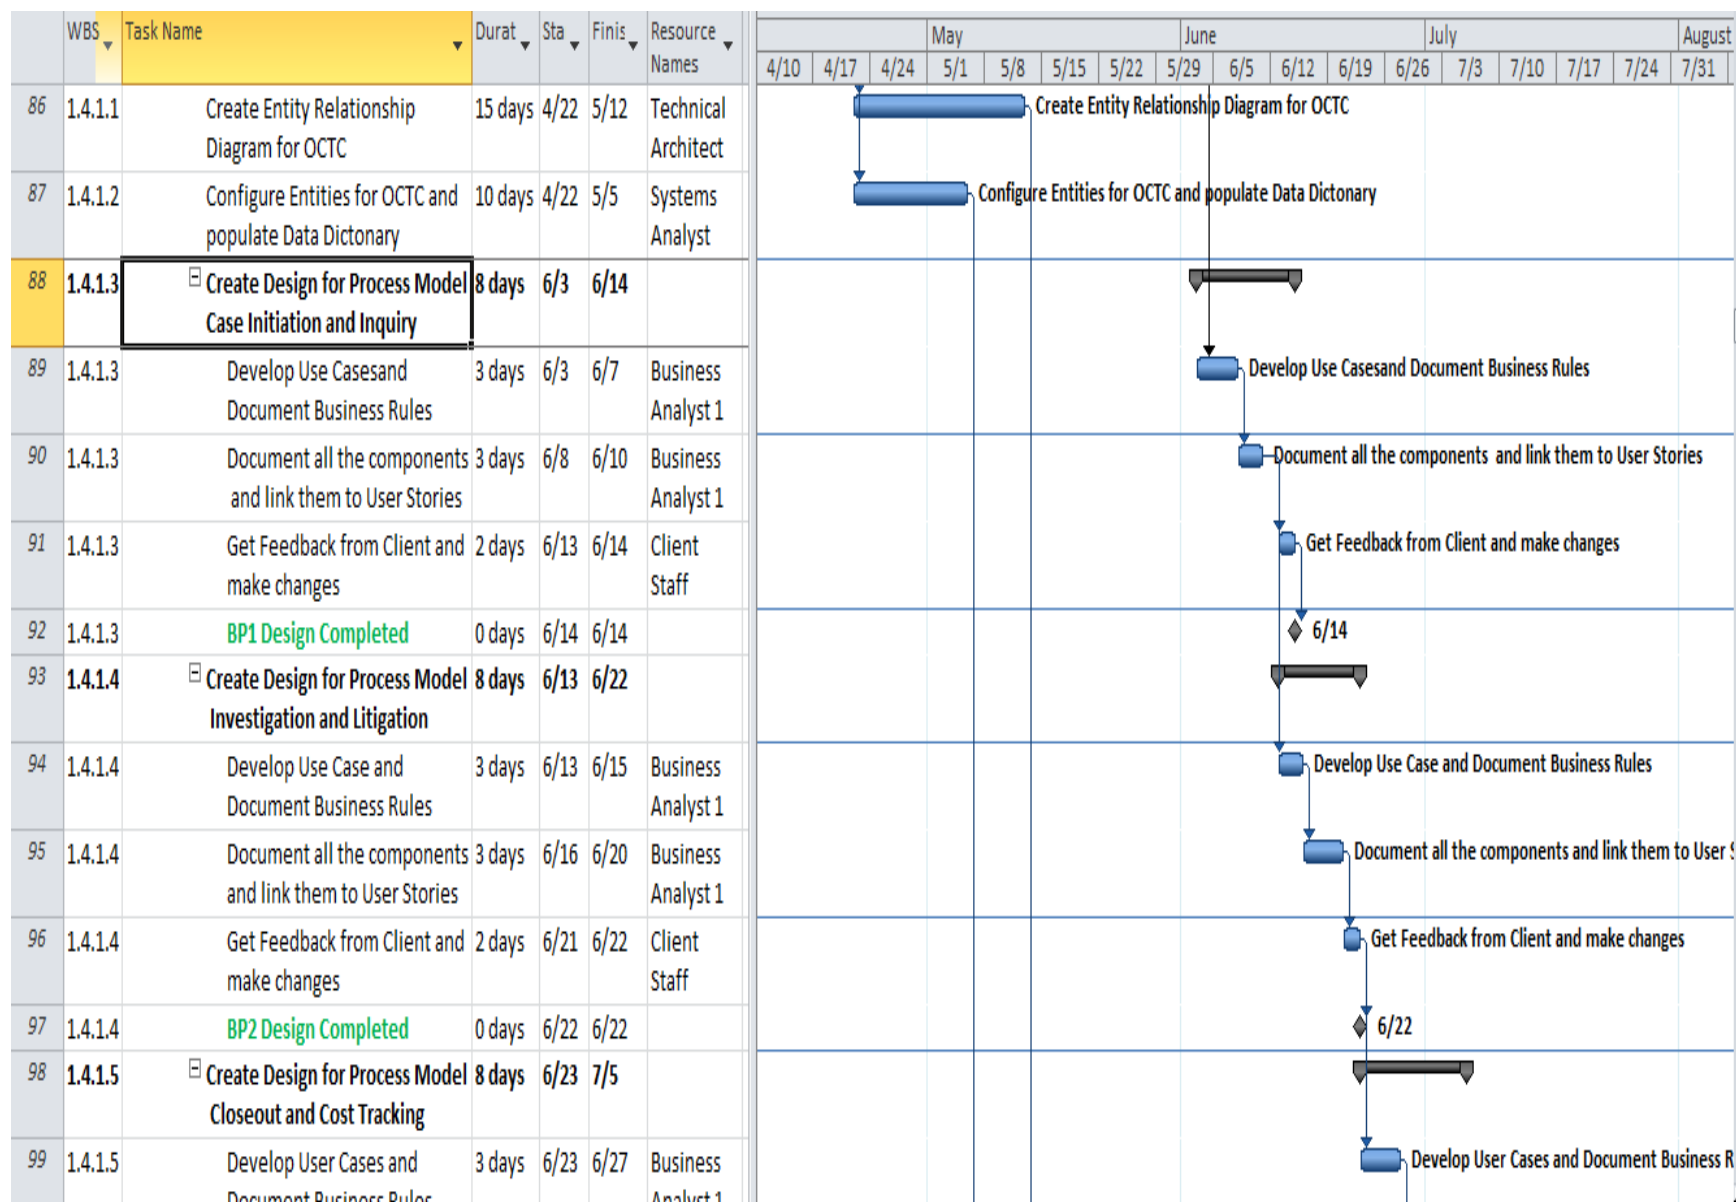 WBS Task Name Durat Sta Finis Resource Names
May June July August
4/10 4/17 4/24 5/1 5/8 5/15 5/22 5/29 6/5 6/12 6/19 6/26 7/3 7/10 7/17 7/24 7/31
86 1.4.1.1 Create Entity Relationship 15 days 4/22 5/12 Technical
Diagram for OCTC Architect
Create Entity Relationship Diagram for OCTC
87 1.4.1.2 Configure Entities for OCTC and 10 days 4/22 5/5 Systems
populate Data Dictonary Analyst
Configure Entities for OCTC and populate Data Dictonary
88 1.4.1.3 Create Design for Process Model 8 days 6/3 6/14
Case Initiation and Inquiry
89 1.4.1.3 Develop Use Casesand 3 days 6/3 6/7 Business
Document Business Rules Analyst 1
Develop Use Casesand Document Business Rules
90 1.4.1.3 Document all the components 3 days 6/8 6/10 Business
and link them to User Stories Analyst 1
Document all the components and link them to User Stories
91 1.4.1.3 Get Feedback from Client and 2 days 6/13 6/14 Client
make changes Staff
Get Feedback from Client and make changes
92 1.4.1.3 BP1 Design Completed 0 days 6/14 6/14
6/14
93 1.4.1.4 Create Design for Process Model 8 days 6/13 6/22
Investigation and Litigation
94 1.4.1.4 Develop Use Case and 3 days 6/13 6/15 Business
Document Business Rules Analyst 1
Develop Use Case and Document Business Rules
95 1.4.1.4 Document all the components 3 days 6/16 6/20 Business
and link them to User Stories Analyst 1
Document all the components and link them to User
96 1.4.1.4 Get Feedback from Client and 2 days 6/21 6/22 Client
make changes Staff
Get Feedback from Client and make changes
97 1.4.1.4 BP2 Design Completed 0 days 6/22 6/22
6/22
98 1.4.1.5 Create Design for Process Model 8 days 6/23 7/5
Closeout and Cost Tracking
99 1.4.1.5 Develop User Cases and 3 days 6/23 6/27 Business
Document Business Rules Analyst 1
Develop User Cases and Document Business R